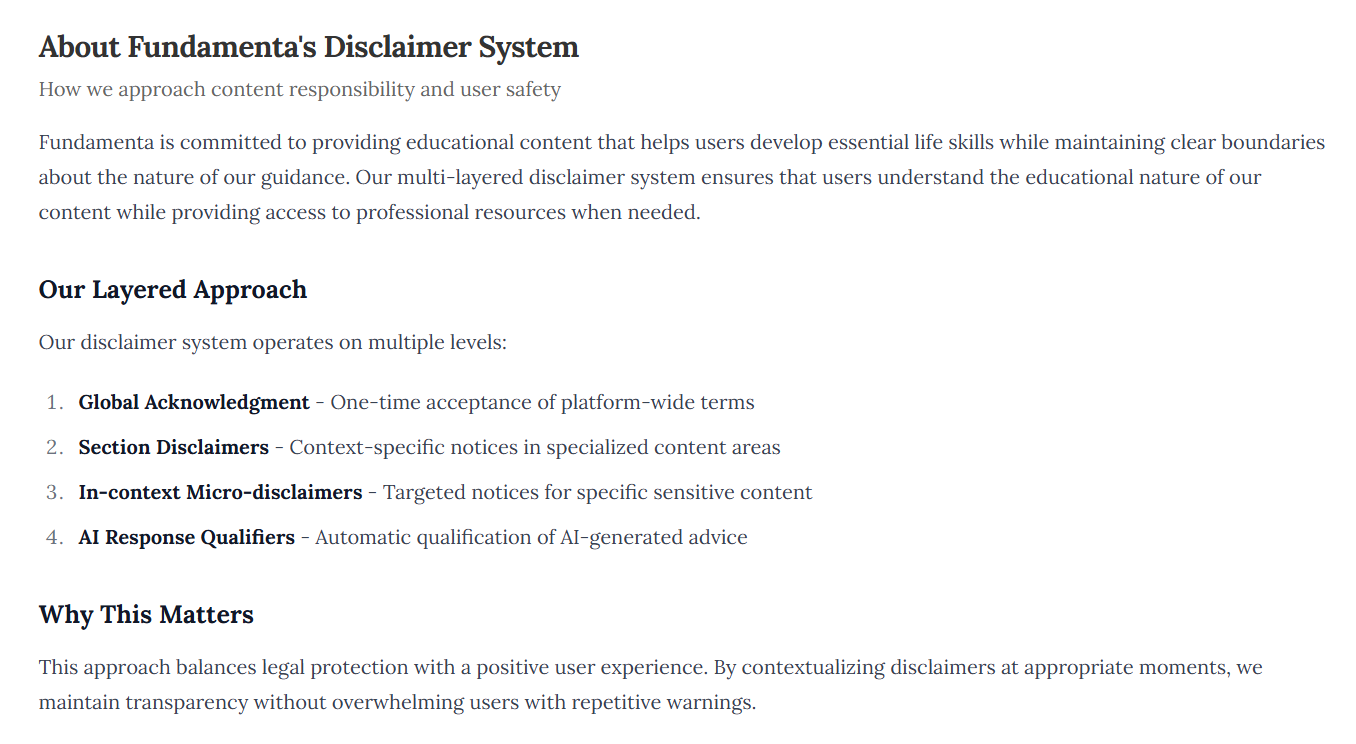 About Fundamenta's Disclaimer System
How we approach content responsibility and user safety
Fundamenta is committed to providing educational content that helps users develop essential life skills while maintaining clear boundaries
about the nature of our guidance. Our multi-layered disclaimer system ensures that users understand the educational nature of our
content while providing access to professional resources when needed.
Our Layered Approach
Our disclaimer system operates on multiple levels:
1. Global Acknowledgment - One-time acceptance of platform-wide terms
2. Section Disclaimers - Context-specific notices in specialized content areas
3. In-context Micro-disclaimers - Targeted notices for specific sensitive content
4. AI Response Qualifiers - Automatic qualification of AI-generated advice
Why This Matters
This approach balances legal protection with a positive user experience. By contextualizing disclaimers at appropriate moments, we
maintain transparency without overwhelming users with repetitive warnings.